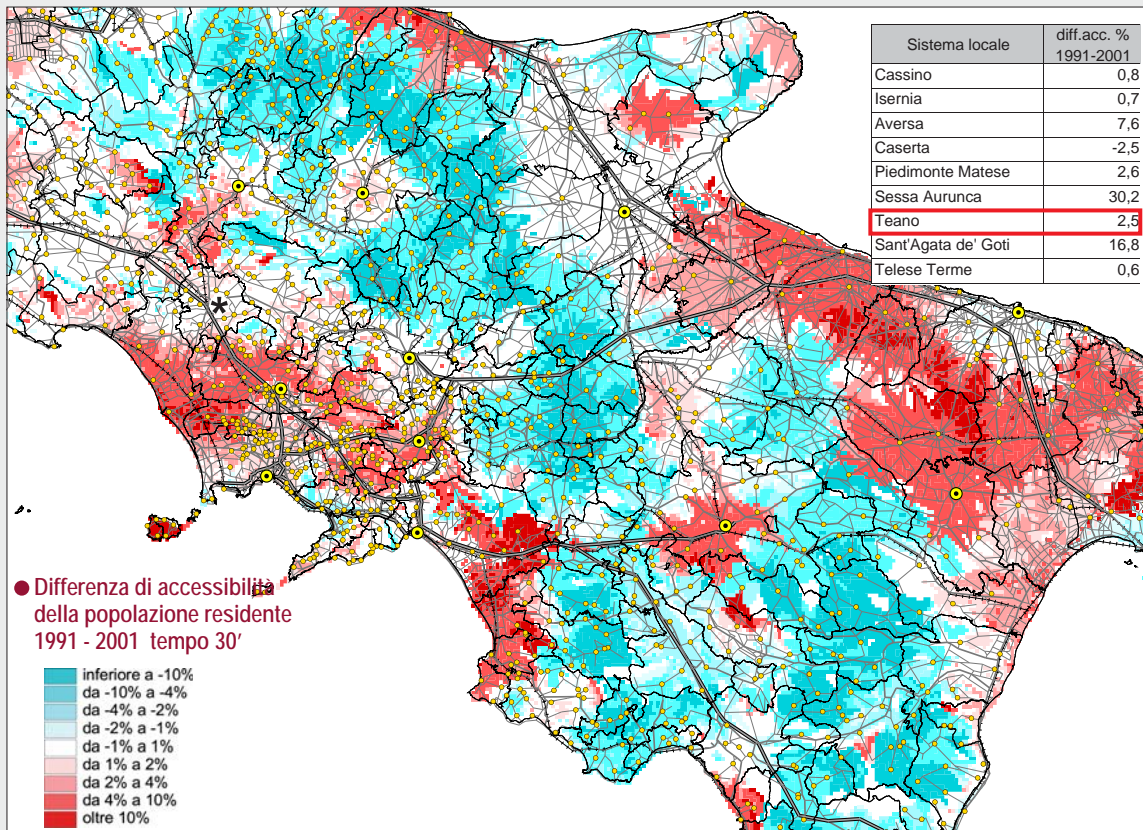 Sistema locale diff.acc. % 1991-2001
Cassino 0,8
Isernia 0,7
Aversa 7,6
Caserta -2,5
Piedimonte Matese 2,6
Sessa Aurunca 30,2
Teano 2,5
Sant'Agata de' Goti 16,8
Telese Terme 0,6
*
● Differenza di accessibilità
della popolazione residente
1991 - 2001 tempo 30'
inferiore a -10%
da -10% a -4%
da -4% a -2%
da -2% a -1%
da -1% a 1%
da 1% a 2%
da 2% a 4%
da 4% a 10%
oltre 10%